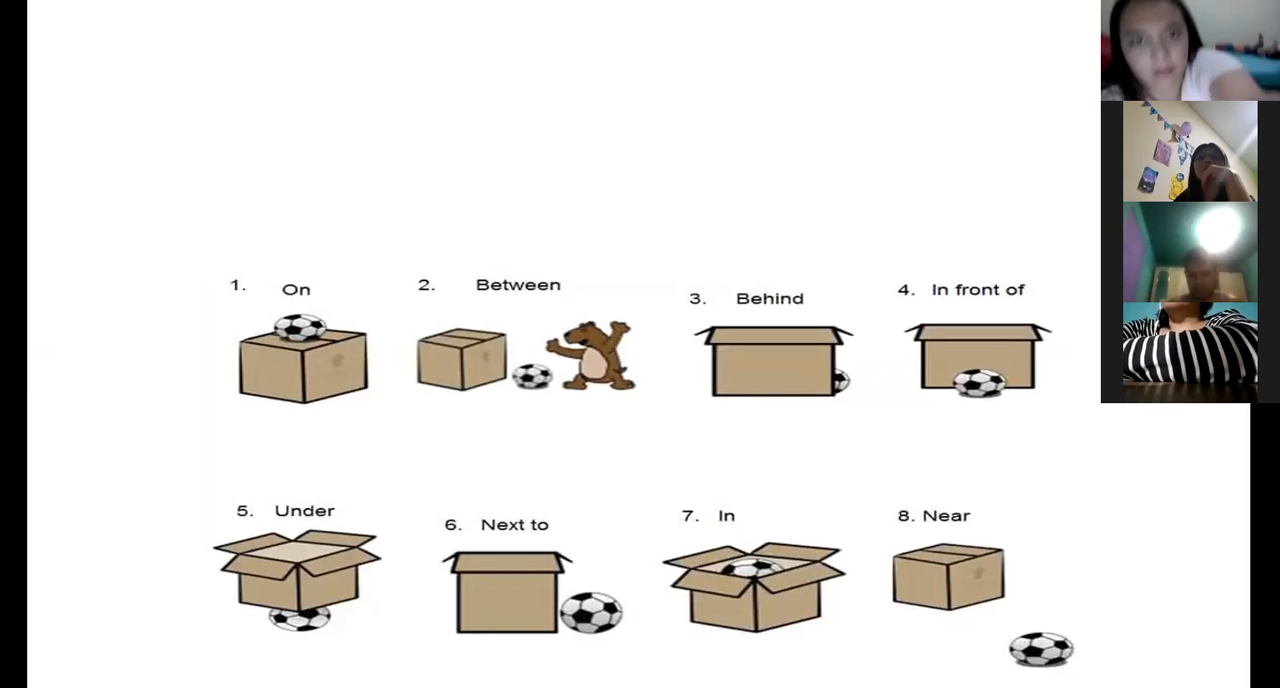 1. On
2. Between
3. Behind
4. In front of
5. Under
6. Next to
7. In
8. Near